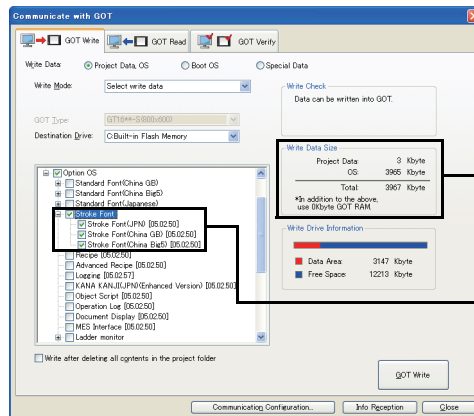 Communicate with GOT
GOT Write
GOT Read
GOT Verify
Write Data:
Project Data, OS
Boot OS
Special Data
Write Mode:
Select write data
GOT Type:
GT16**-S(800x600)
Destination Drive:
C:Built-in Flash Memory
Write Check
Data can be written into GOT.
Write Data Size
Project Data: 3 Kbyte
OS: 3965 Kbyte
Total: 3967 Kbyte
*In addition to the above,
use 0Kbyte GOT RAM.
Write Drive Information
Data Area: 3147 Kbyte
Free Space: 12213 Kbyte
Option OS
Standard Font(China GB)
Standard Font(China Big5)
Standard Font(Japanese)
Stroke Font
Stroke Font(JPN) [05.02.50]
Stroke Font(China GB) [05.02.50]
Stroke Font(China Big5) [05.02.50]
Recipe [05.02.50]
Advanced Recipe [05.02.50]
Logging [05.02.57]
KANA KANJI(JPN)(Enhanced Version) [05.02.50]
Object Script [05.02.50]
Operation Log [05.02.50]
Document Display [05.02.50]
MES Interface [05.02.50]
Ladder monitor
Write after deleting all contents in the project folder
GOT Write
Communication Configuration...
Info Reception
Close